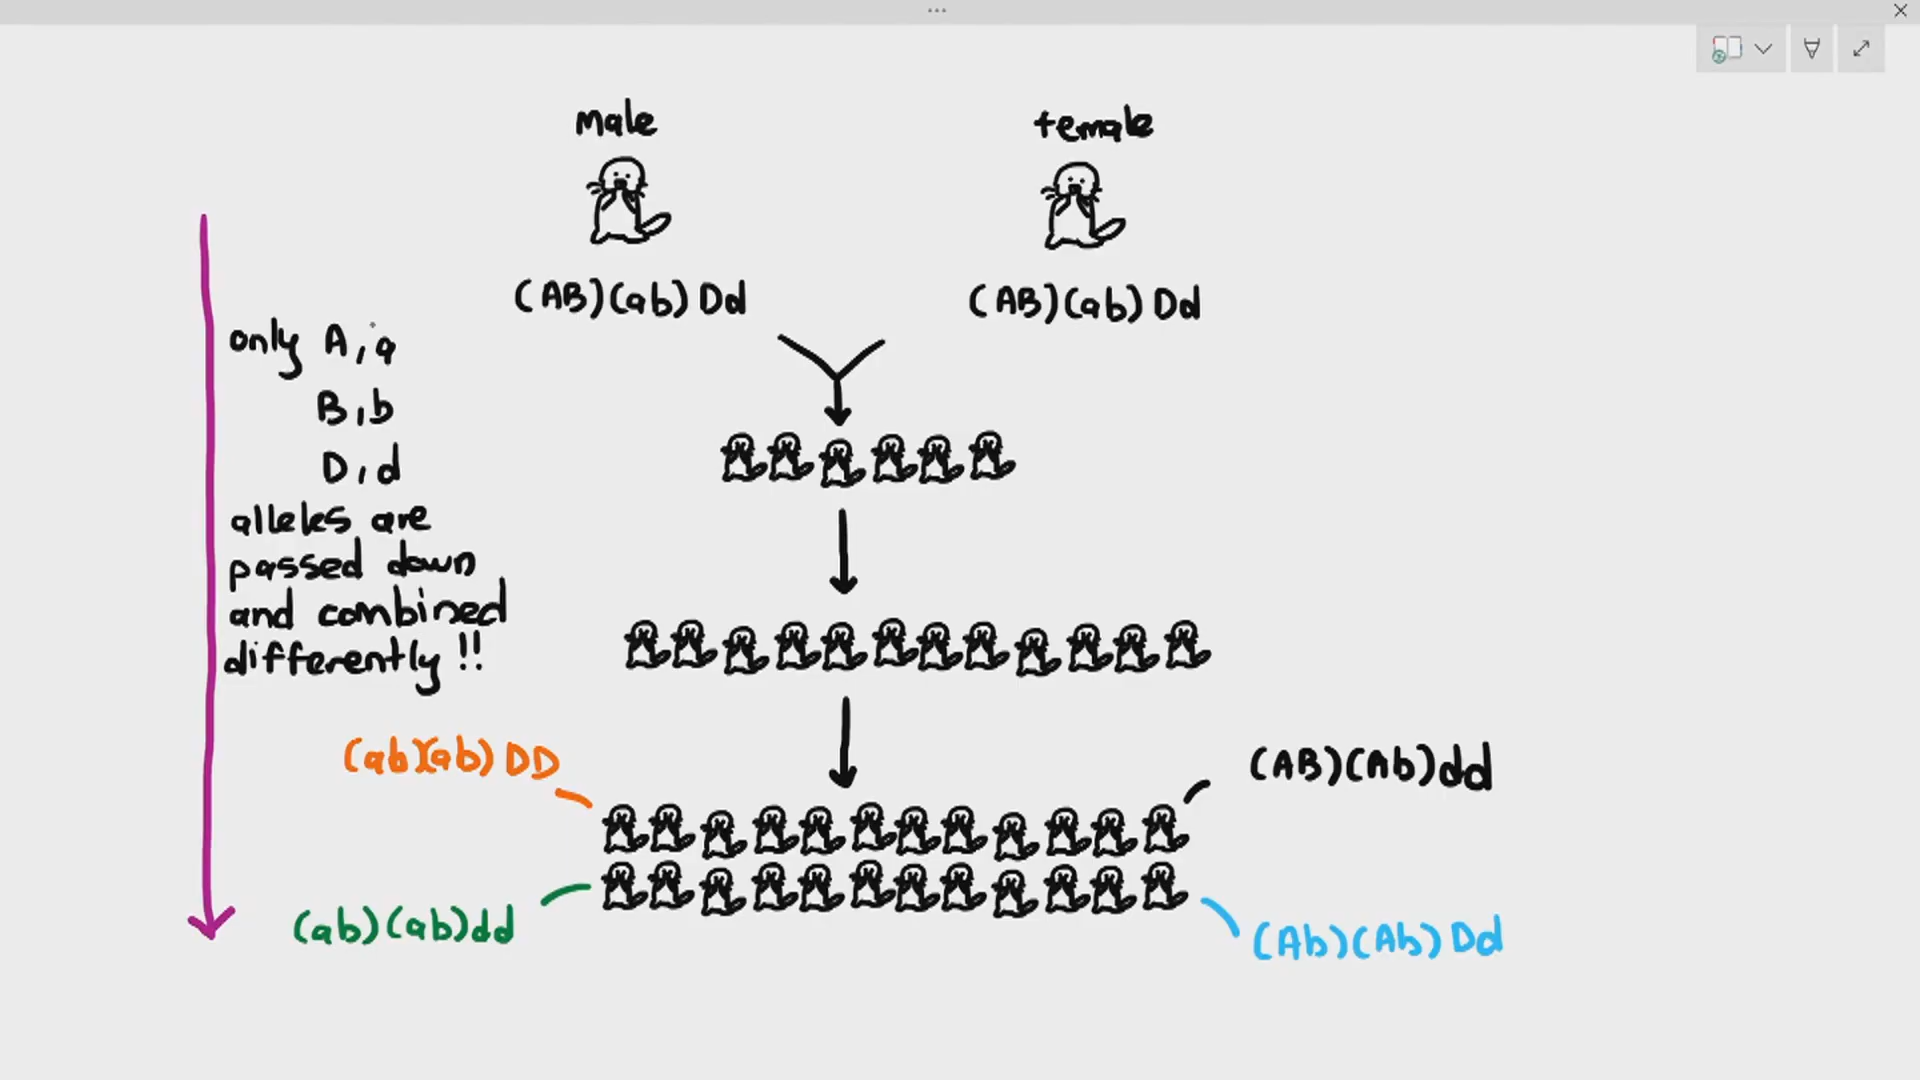 male
female
(AB)(ab) Dd
(AB)(ab) Dd
only A, a
B, b
D, d
alleles are
passed down
and combined
differently !!
(ab)(ab) DD
(AB)(Ab)dd
(ab)(ab)dd
(Ab)(Ab) Dd